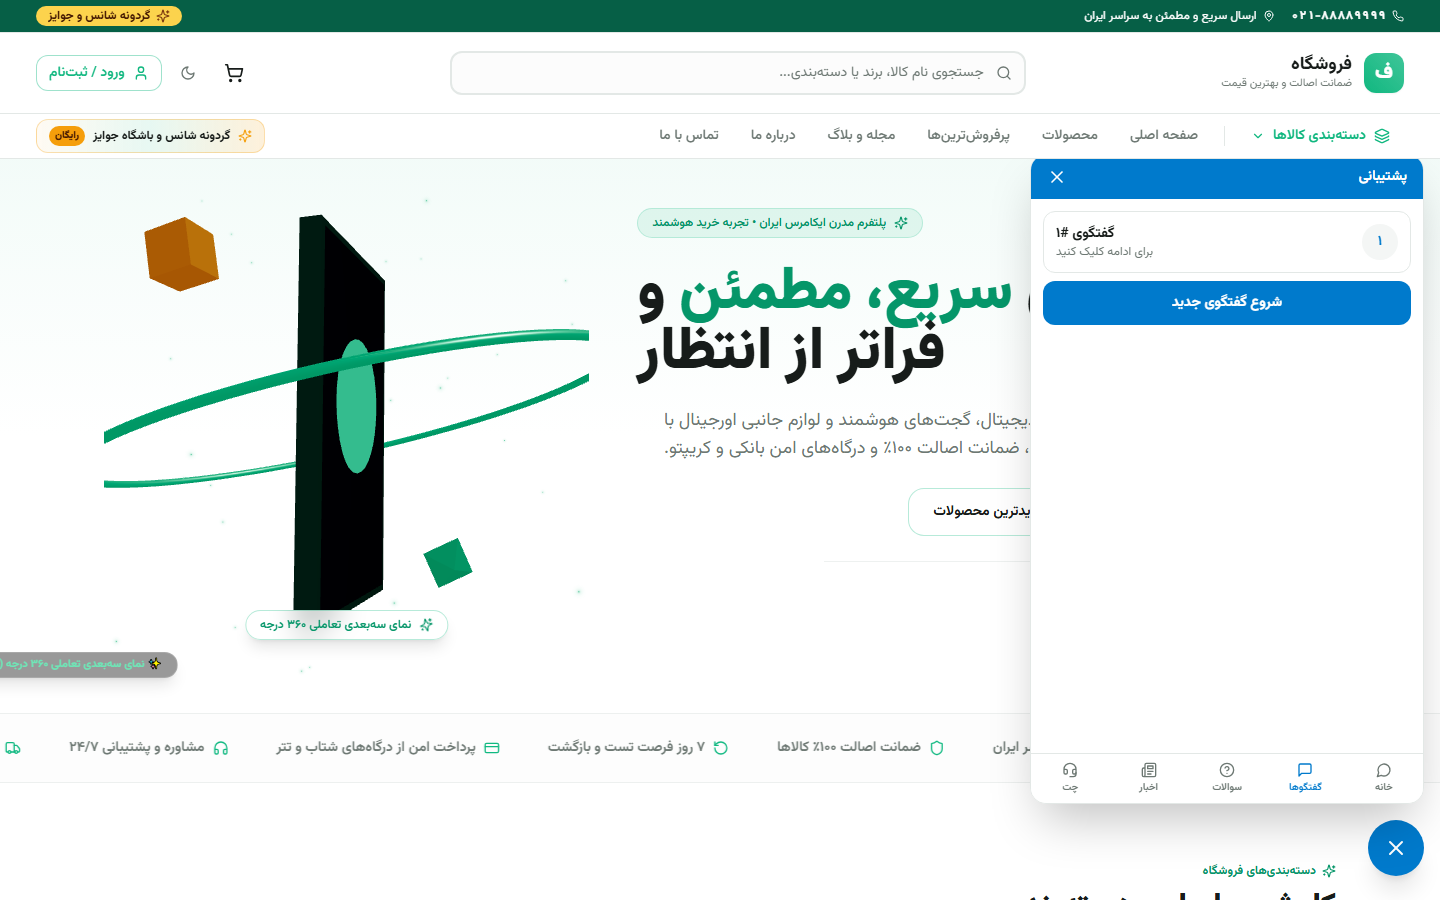 ۰۲۱-۸۸۸۸۹۹۹۹
ارسال سریع و مطمئن به سراسر ایران
گردونه شانس و جوایز
ف
فروشگاه
ضمانت اصالت و بهترین قیمت
جستجوی نام کالا، برند یا دسته‌بندی...
ورود / ثبت‌نام
دسته‌بندی کالاها
صفحه اصلی
محصولات
پرفروش‌ترین‌ها
مجله و بلاگ
درباره ما
تماس با ما
گردونه شانس و باشگاه جوایز
رایگان
پشتیبانی
۱
گفتگوی #۱
برای ادامه کلیک کنید
شروع گفتگوی جدید
خانه
گفتگوها
سوالات
اخبار
چت
پلتفرم مدرن ایکامرس ایران • تجربه خرید هوشمند
سریع، مطمئن و
فراتر از انتظار
دیجیتال، گجت‌های هوشمند و لوازم جانبی اورجینال با
، ضمانت اصالت ۱۰۰٪ و درگاه‌های امن بانکی و کریپتو.
محصولات
نمای سه‌بعدی تعاملی ۳۶۰ درجه
نمای سه‌بعدی تعاملی ۳۶۰ درجه (
ایران
ضمانت اصالت ۱۰۰٪ کالاها
۷ روز فرصت تست و بازگشت
پرداخت امن از درگاه‌های شتاب و تتر
مشاوره و پشتیبانی ۲۴/۷
دسته‌بندی‌های فروشگاه